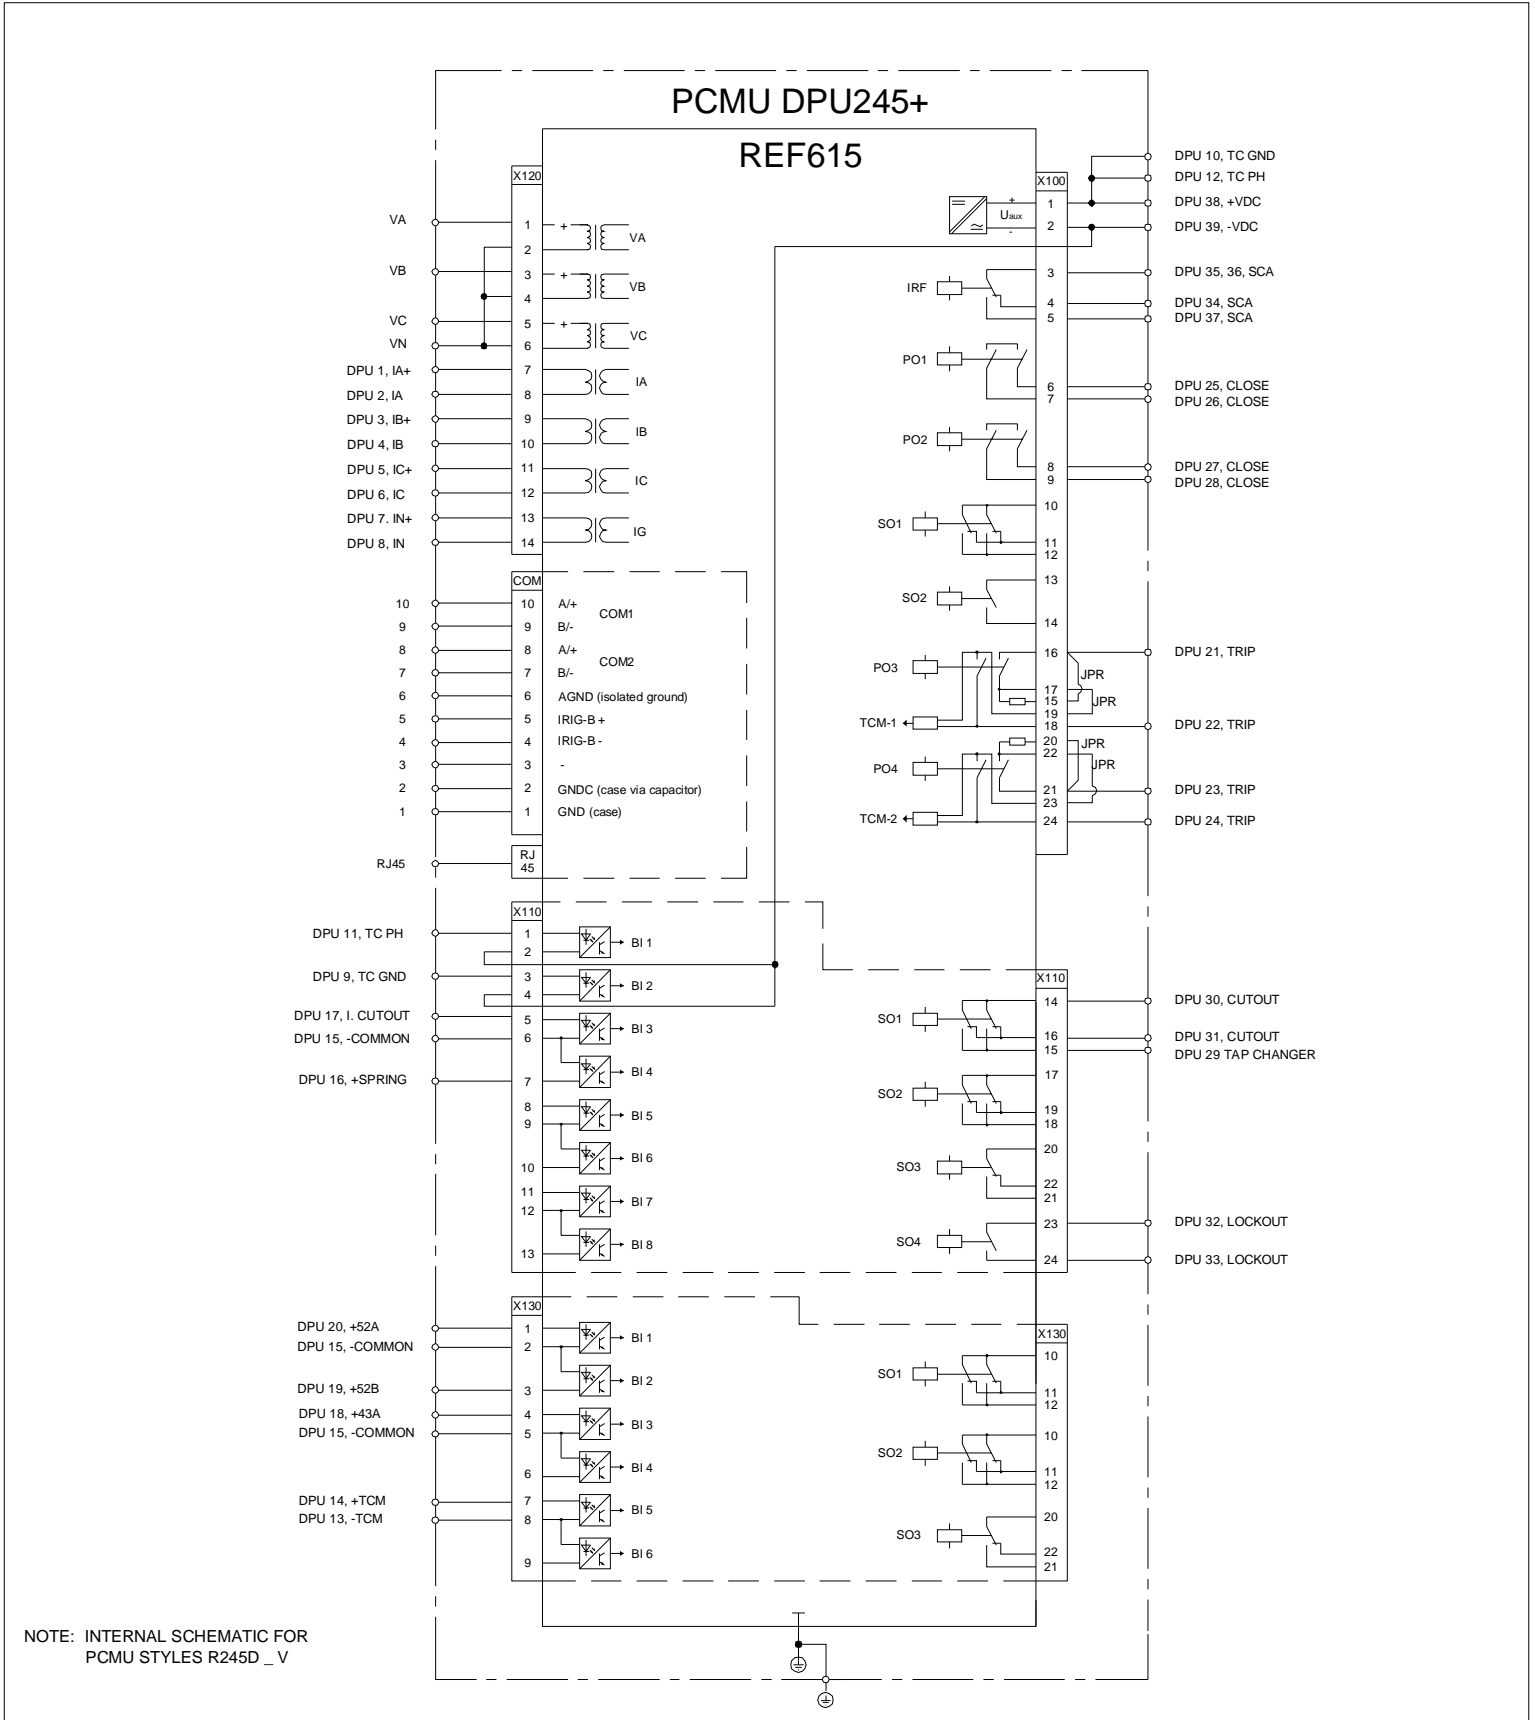 PCMU DPU245+
REF615
X120
VA
1
+
VA
2
VB
3
+
VB
4
VC
5
+
VC
VN
6
DPU 1, IA+
7
IA
DPU 2, IA
8
DPU 3, IB+
9
IB
DPU 4, IB
10
DPU 5, IC+
11
IC
DPU 6, IC
12
DPU 7. IN+
13
IG
DPU 8, IN
14
COM
10
10
A/+
COM1
9
9
B/-
8
8
A/+
COM2
7
7
B/-
6
6
AGND (isolated ground)
5
5
IRIG-B +
4
4
IRIG-B -
3
3
-
2
2
GNDC (case via capacitor)
1
1
GND (case)
RJ45
RJ
45
X110
DPU 11, TC PH
1
BI 1
2
DPU 9, TC GND
3
BI 2
4
DPU 17, I. CUTOUT
5
BI 3
DPU 15, -COMMON
6
BI 4
DPU 16, +SPRING
7
8
BI 5
9
BI 6
10
11
BI 7
12
BI 8
13
X130
DPU 20, +52A
1
BI 1
DPU 15, -COMMON
2
BI 2
DPU 19, +52B
3
DPU 18, +43A
4
BI 3
DPU 15, -COMMON
5
BI 4
6
DPU 14, +TCM
7
BI 5
DPU 13, -TCM
8
BI 6
9
X100
DPU 10, TC GND
DPU 12, TC PH
+
Uaux
-
1
DPU 38, +VDC
2
DPU 39, -VDC
IRF
3
DPU 35, 36, SCA
4
DPU 34, SCA
5
DPU 37, SCA
PO1
6
DPU 25, CLOSE
7
DPU 26, CLOSE
PO2
8
DPU 27, CLOSE
9
DPU 28, CLOSE
SO1
10
11
12
SO2
13
14
PO3
16
DPU 21, TRIP
JPR
17
15
JPR
19
TCM-1
18
DPU 22, TRIP
20
JPR
22
PO4
JPR
21
DPU 23, TRIP
23
TCM-2
24
DPU 24, TRIP
X110
SO1
14
DPU 30, CUTOUT
16
DPU 31, CUTOUT
15
DPU 29 TAP CHANGER
SO2
17
19
18
SO3
20
22
21
SO4
23
DPU 32, LOCKOUT
24
DPU 33, LOCKOUT
X130
SO1
10
11
12
SO2
10
11
12
SO3
20
22
21
NOTE: INTERNAL SCHEMATIC FOR
PCMU STYLES R245D _ V